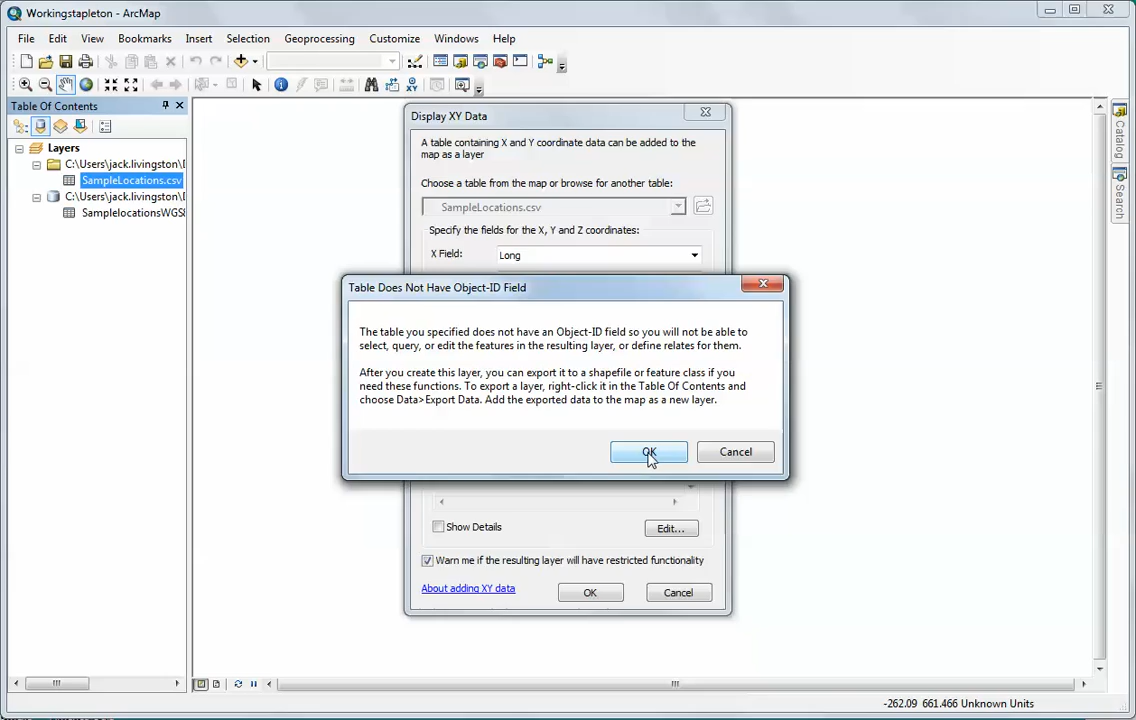 Workingstapleton - ArcMap
File Edit View Bookmarks Insert Selection Geoprocessing Customize Windows Help
Table Of Contents
Layers
C:\Users\jack.livingston\D
SampleLocations.csv
C:\Users\jack.livingston\D
SamplelocationsWGS
Display XY Data
A table containing X and Y coordinate data can be added to the
map as a layer
Choose a table from the map or browse for another table:
SampleLocations.csv
Specify the fields for the X, Y and Z coordinates:
X Field: Long
Table Does Not Have Object-ID Field
The table you specified does not have an Object-ID field so you will not be able to
select, query, or edit the features in the resulting layer, or define relates for them.
After you create this layer, you can export it to a shapefile or feature class if you
need these functions. To export a layer, right-click it in the Table Of Contents and
choose Data>Export Data. Add the exported data to the map as a new layer.
OK Cancel
Show Details Edit...
Warn me if the resulting layer will have restricted functionality
About adding XY data OK Cancel
Catalog
Search
-262.09 661.466 Unknown Units